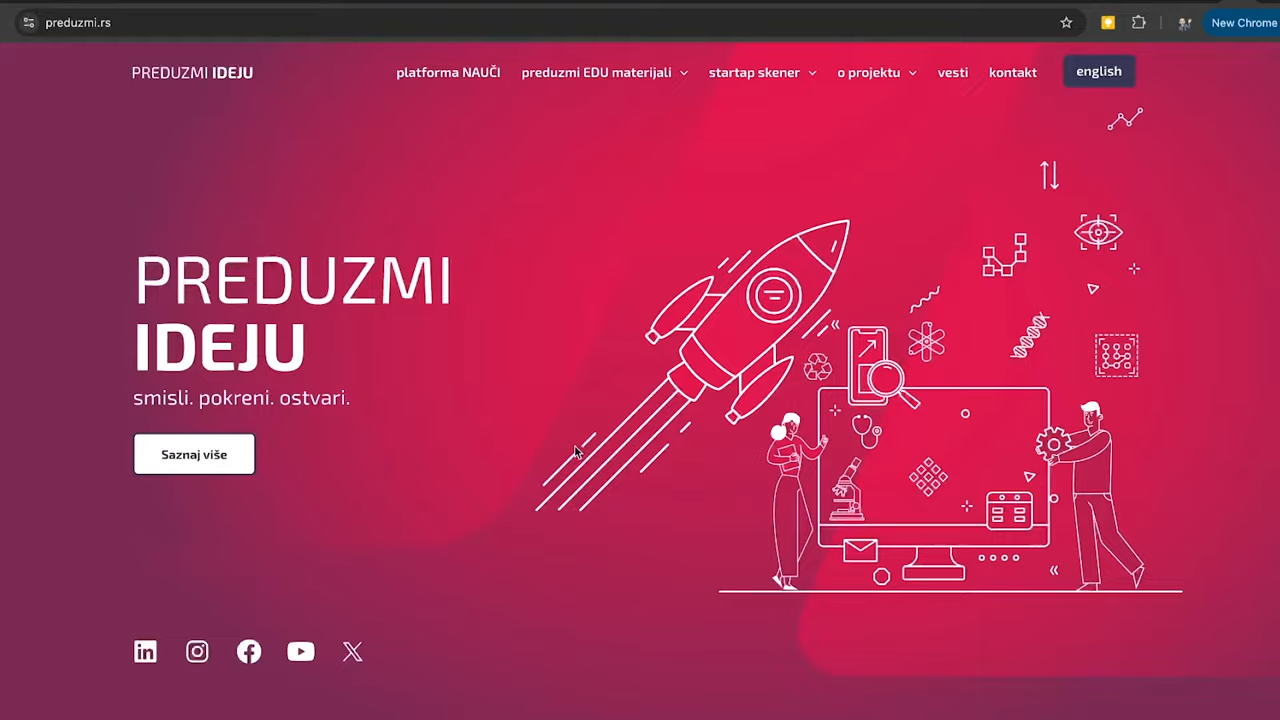 preduzmi.rs
New Chrome
PREDUZMI IDEJU
platforma NAUČI
preduzmi EDU materijali
startap skener
o projektu
vesti
kontakt
english
PREDUZMI
IDEJU
smisli. pokreni. ostvari.
Saznaj više